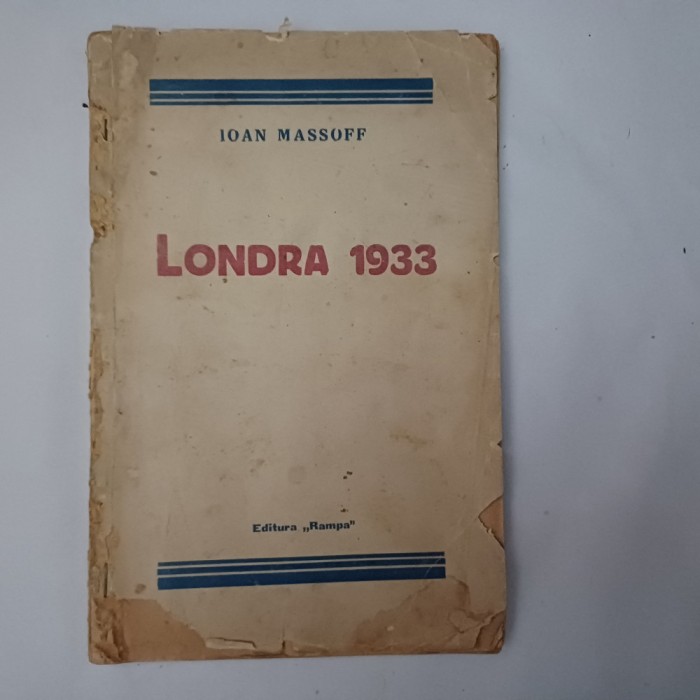 IOAN MASSOFF
LONDRA 1933
Editura „Rampa”